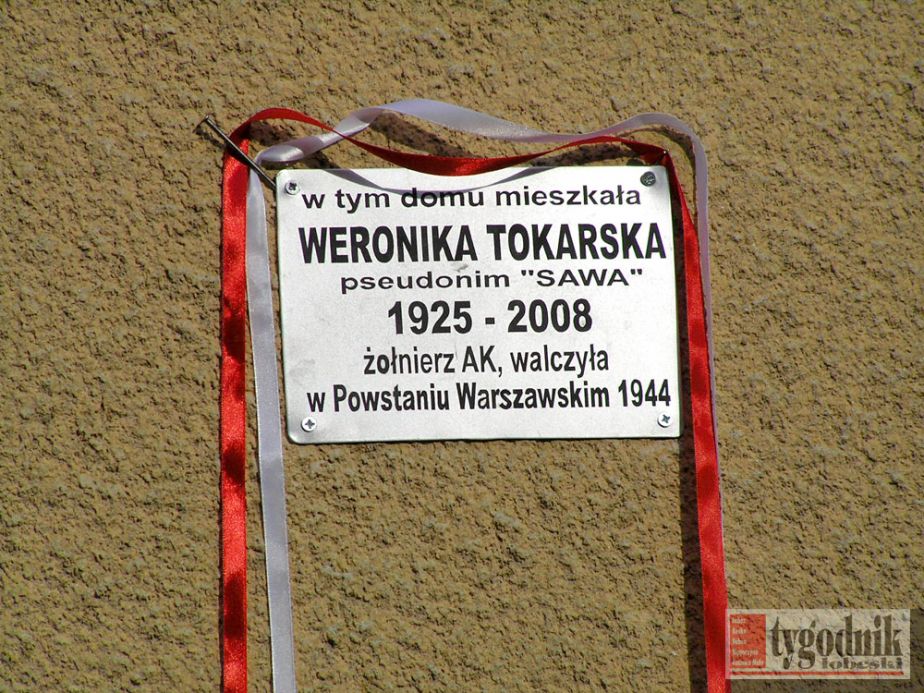 w tym domu mieszkała
WERONIKA TOKARSKA
pseudonim "SAWA"
1925 - 2008
żołnierz AK, walczyła
w Powstaniu Warszawskim 1944
tygodnik
łobeski